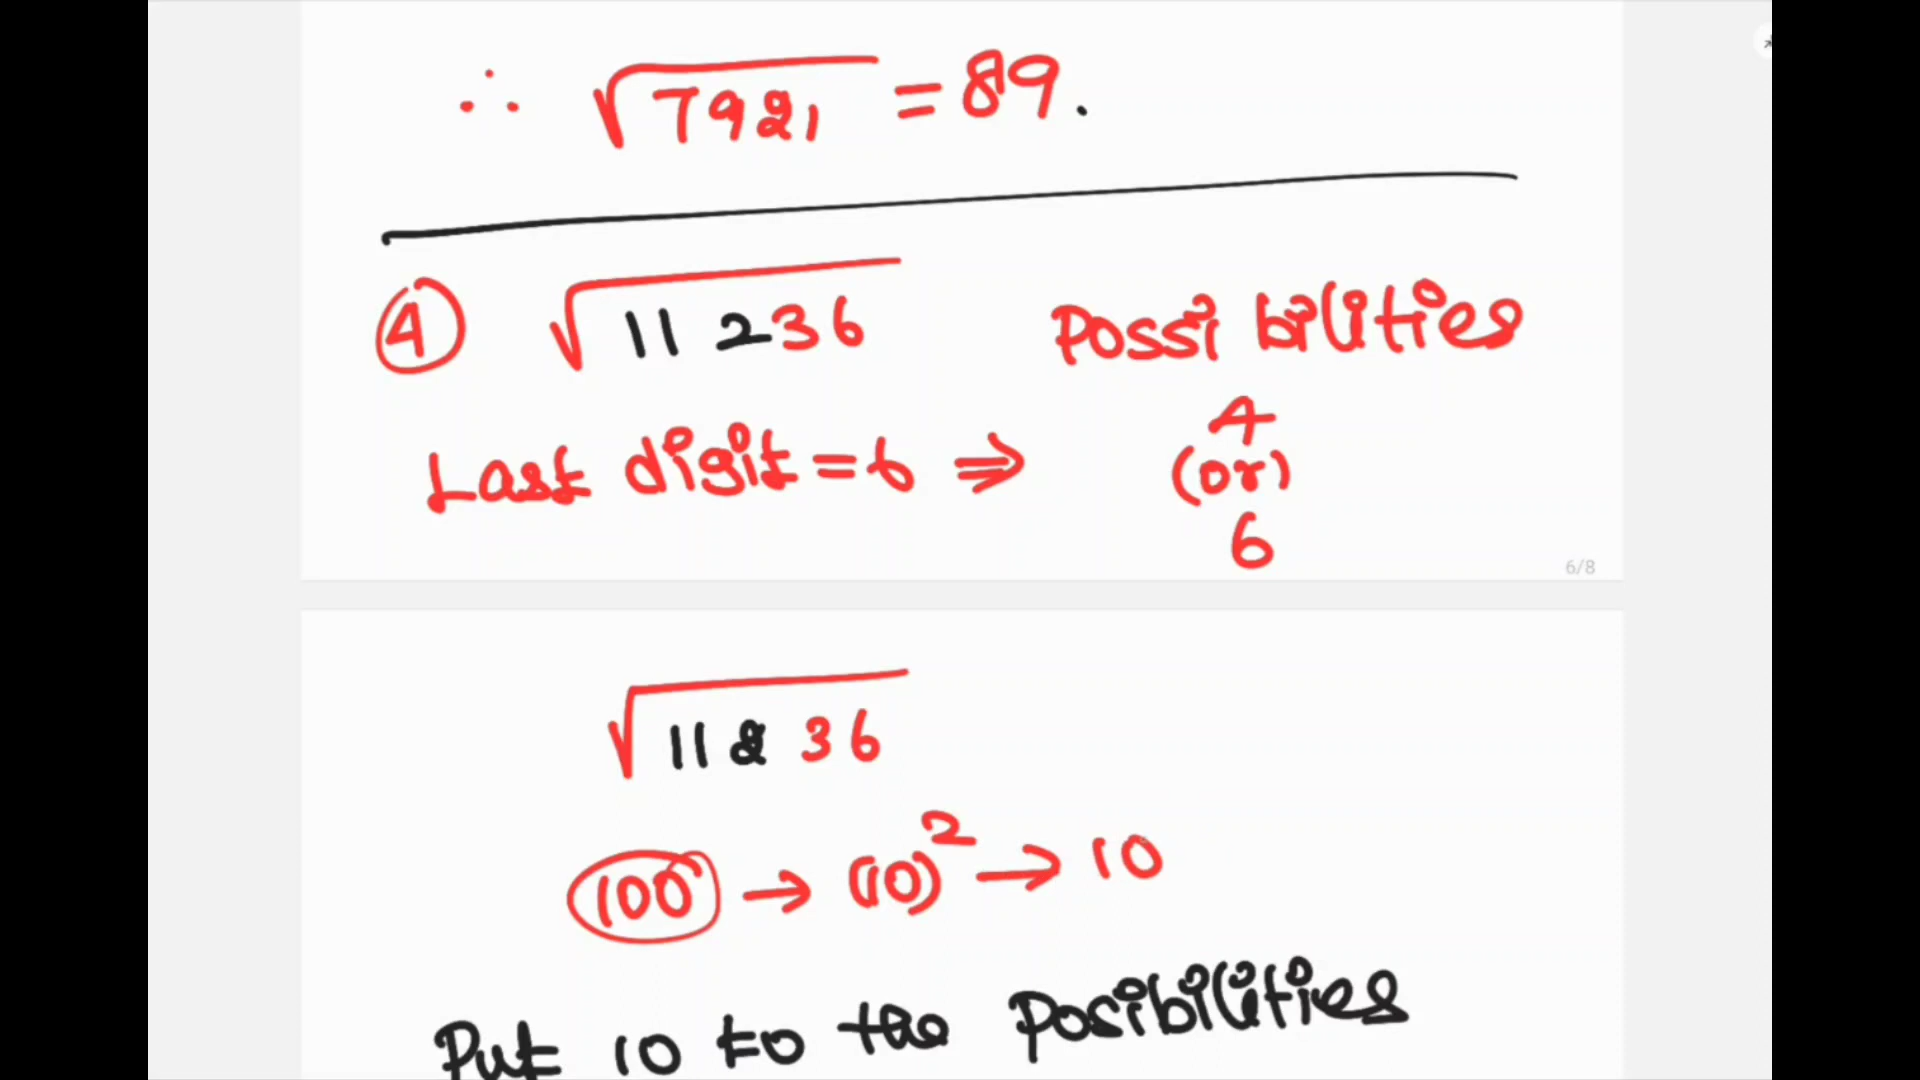 ∴ √7921 = 89.
④ √11236 Possibilities
4
Last digit = 6 ⇒ (or)
6
6/8
√11236
100 → (10)² → 10
Put 10 to the Posibilities